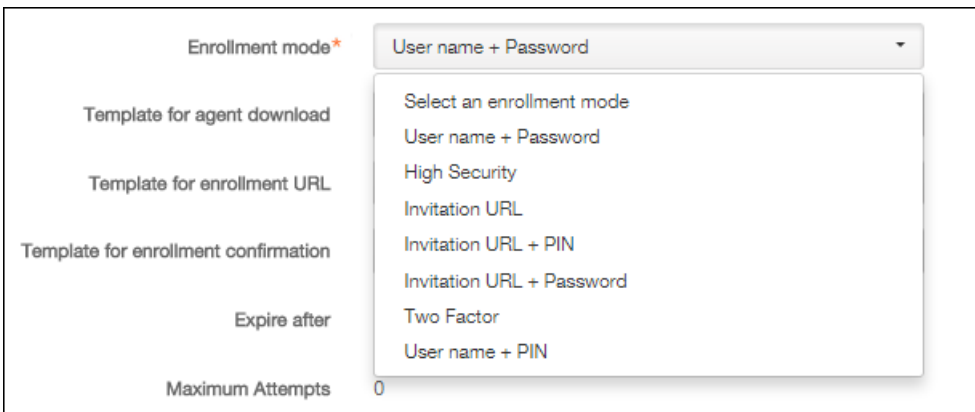 Enrollment mode* User name + Password
Select an enrollment mode
Template for agent download
User name + Password
High Security
Template for enrollment URL
Invitation URL
Template for enrollment confirmation Invitation URL + PIN
Invitation URL + Password
Expire after Two Factor
User name + PIN
Maximum Attempts 0